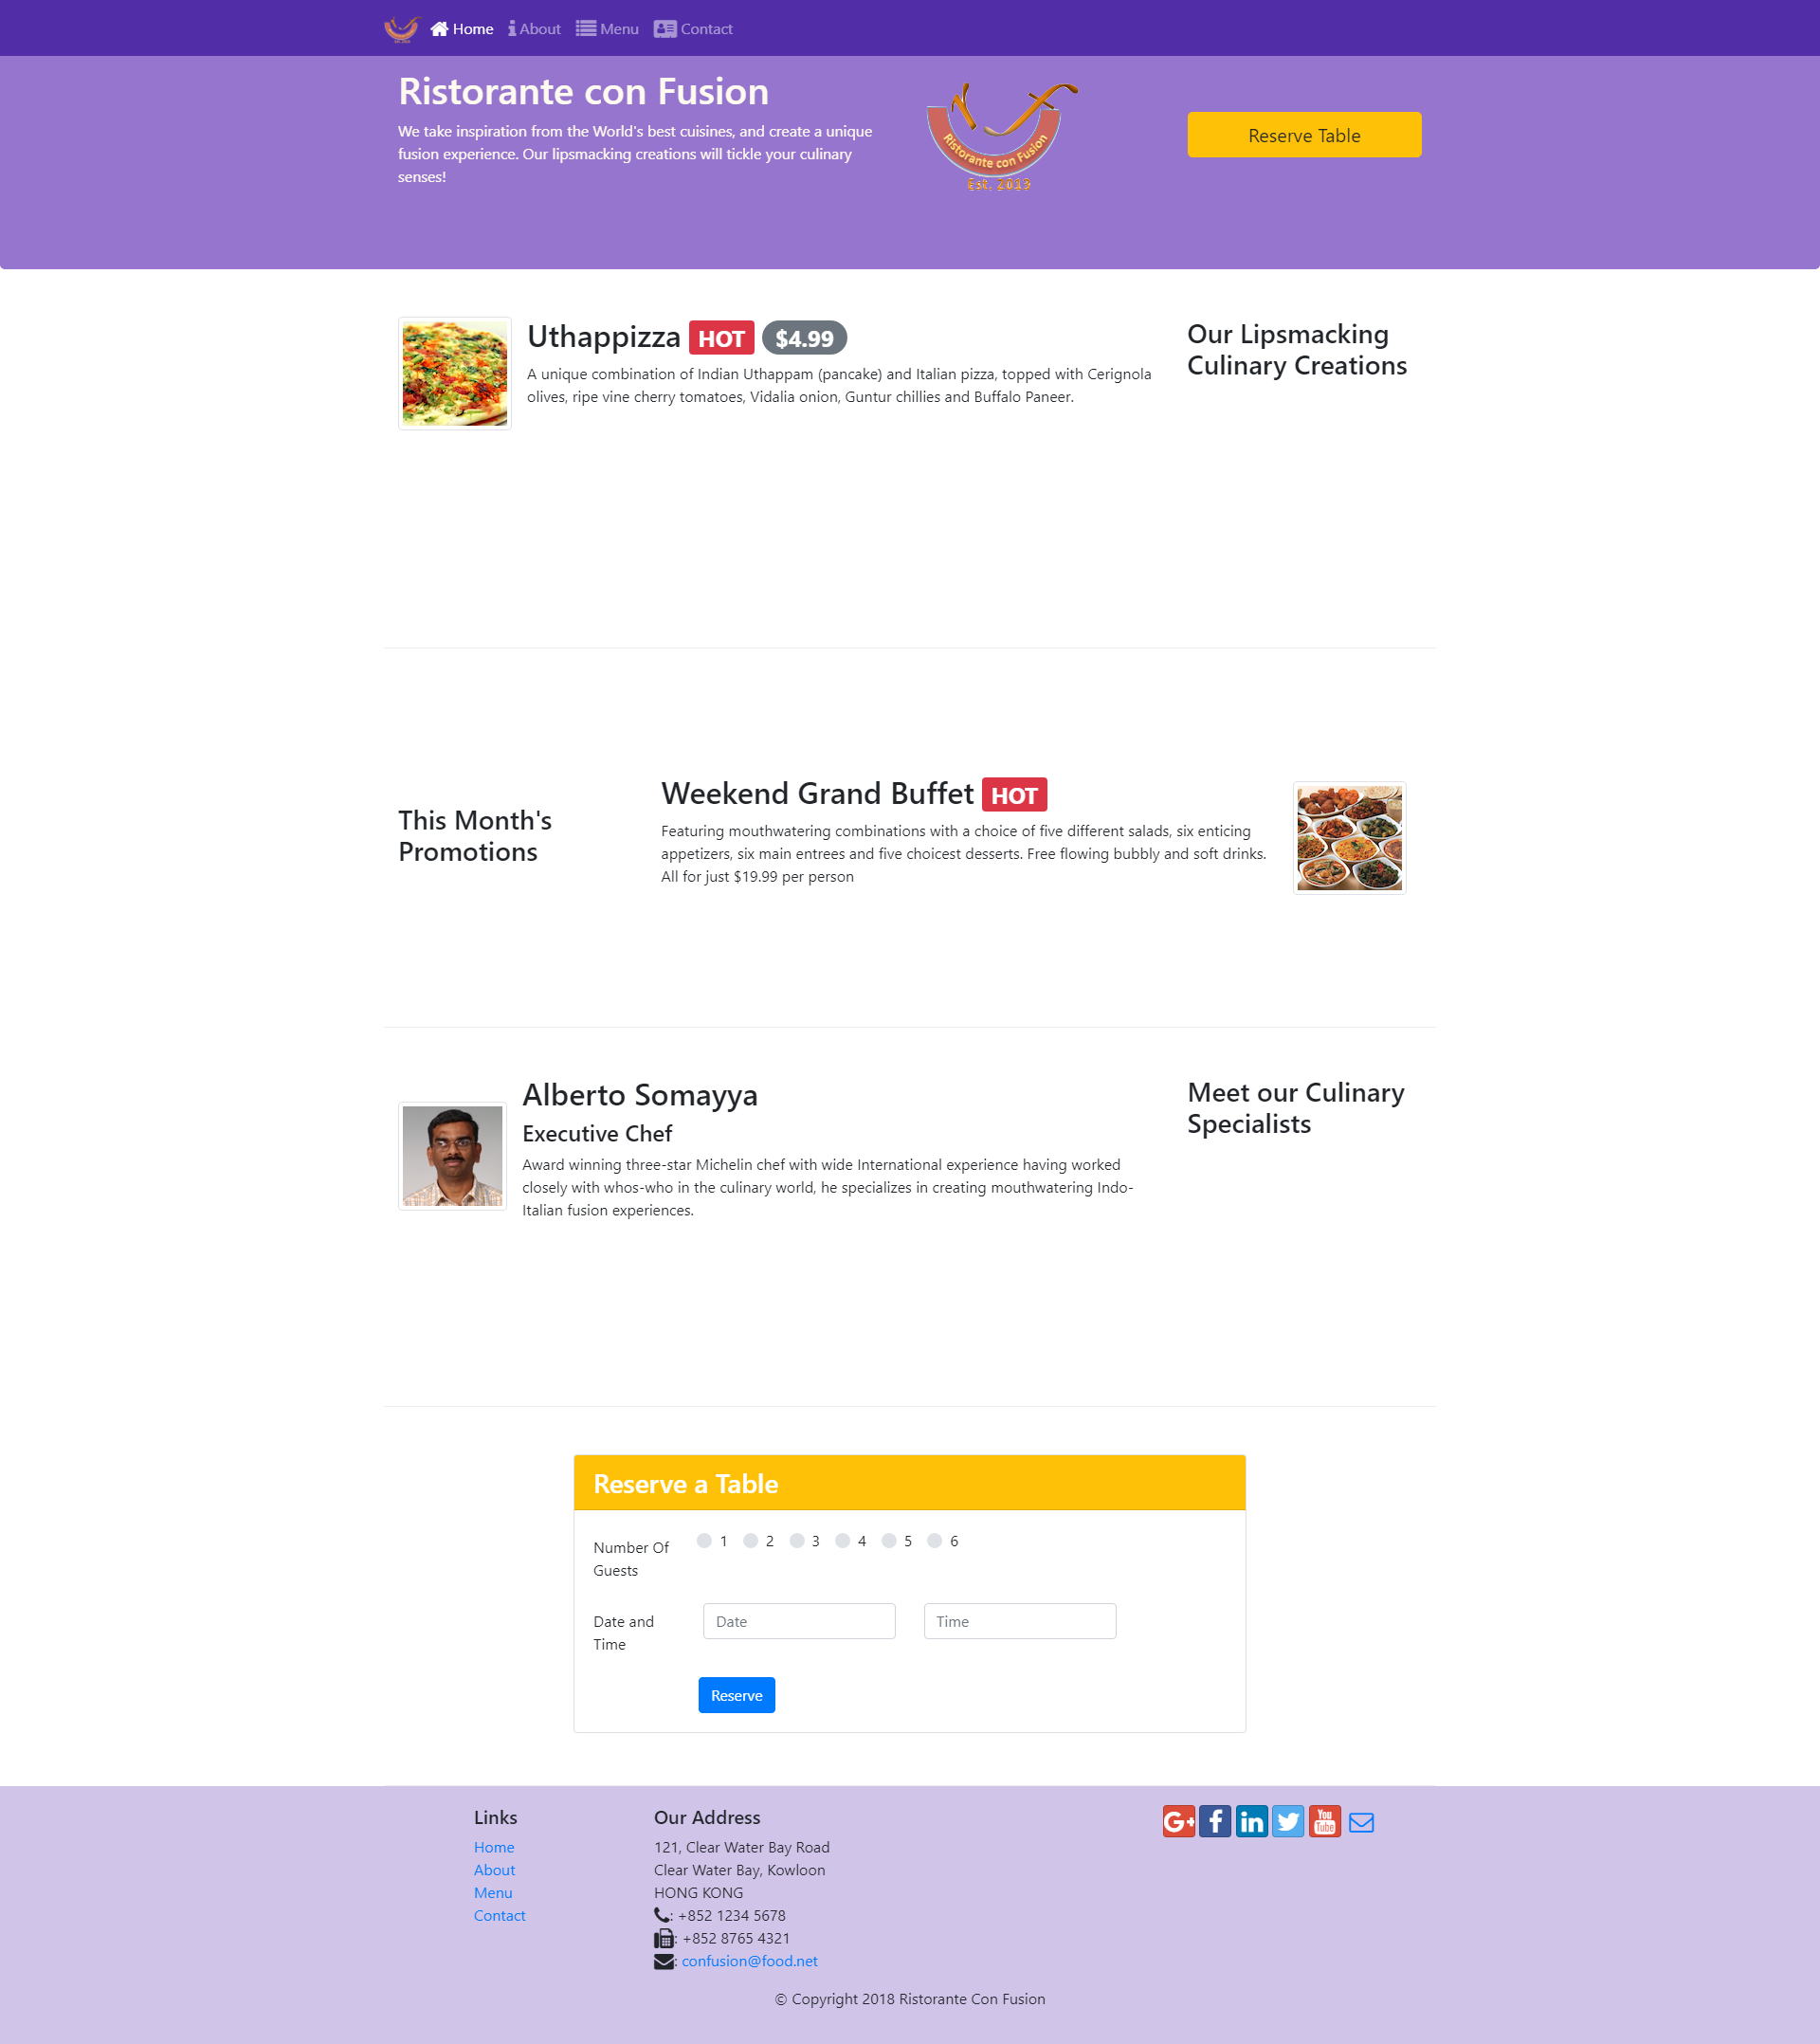 Home About Menu Contact
Ristorante con Fusion
We take inspiration from the World's best cuisines, and create a unique
fusion experience. Our lipsmacking creations will tickle your culinary
senses!
Ristorante con Fusion
Est. 2013
Reserve Table
Uthappizza HOT $4.99
A unique combination of Indian Uthappam (pancake) and Italian pizza, topped with Cerignola
olives, ripe vine cherry tomatoes, Vidalia onion, Guntur chillies and Buffalo Paneer.
Our Lipsmacking
Culinary Creations
This Month's
Promotions
Weekend Grand Buffet HOT
Featuring mouthwatering combinations with a choice of five different salads, six enticing
appetizers, six main entrees and five choicest desserts. Free flowing bubbly and soft drinks.
All for just $19.99 per person
Alberto Somayya
Executive Chef
Award winning three-star Michelin chef with wide International experience having worked
closely with whos-who in the culinary world, he specializes in creating mouthwatering Indo-
Italian fusion experiences.
Meet our Culinary
Specialists
Reserve a Table
Number Of
Guests
1 2 3 4 5 6
Date and
Time
Date
Time
Reserve
Links
Home
About
Menu
Contact
Our Address
121, Clear Water Bay Road
Clear Water Bay, Kowloon
HONG KONG
: +852 1234 5678
: +852 8765 4321
: confusion@food.net
G+ f in You Tube
© Copyright 2018 Ristorante Con Fusion